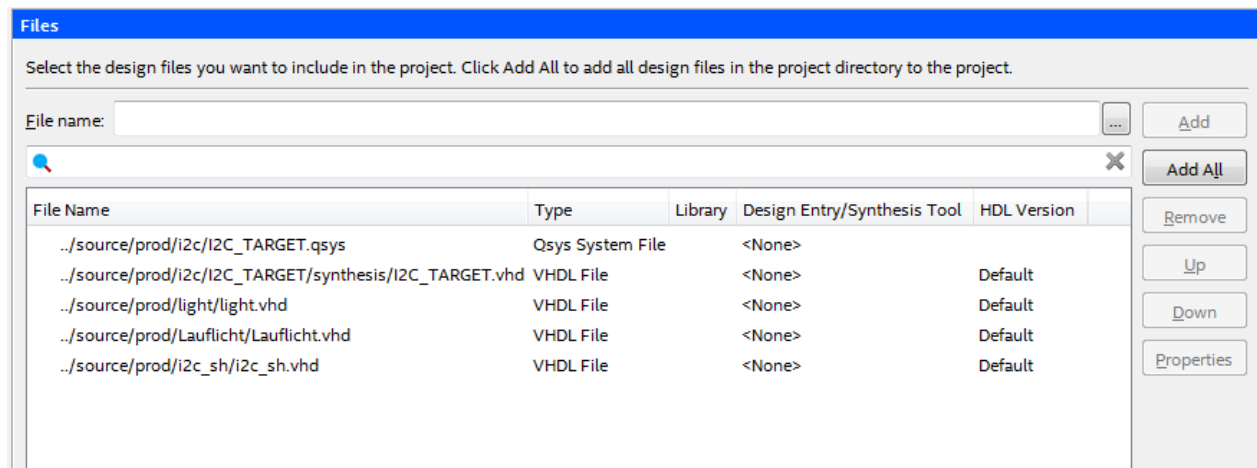 Files
Select the design files you want to include in the project. Click Add All to add all design files in the project directory to the project.
File name: ... Add
Add All
File Name Type Library Design Entry/Synthesis Tool HDL Version
Remove
../source/prod/i2c/I2C_TARGET.qsys Qsys System File <None>
Up
../source/prod/i2c/I2C_TARGET/synthesis/I2C_TARGET.vhd VHDL File <None> Default
../source/prod/light/light.vhd VHDL File <None> Default
Down
../source/prod/Lauflicht/Lauflicht.vhd VHDL File <None> Default
../source/prod/i2c_sh/i2c_sh.vhd VHDL File <None> Default
Properties